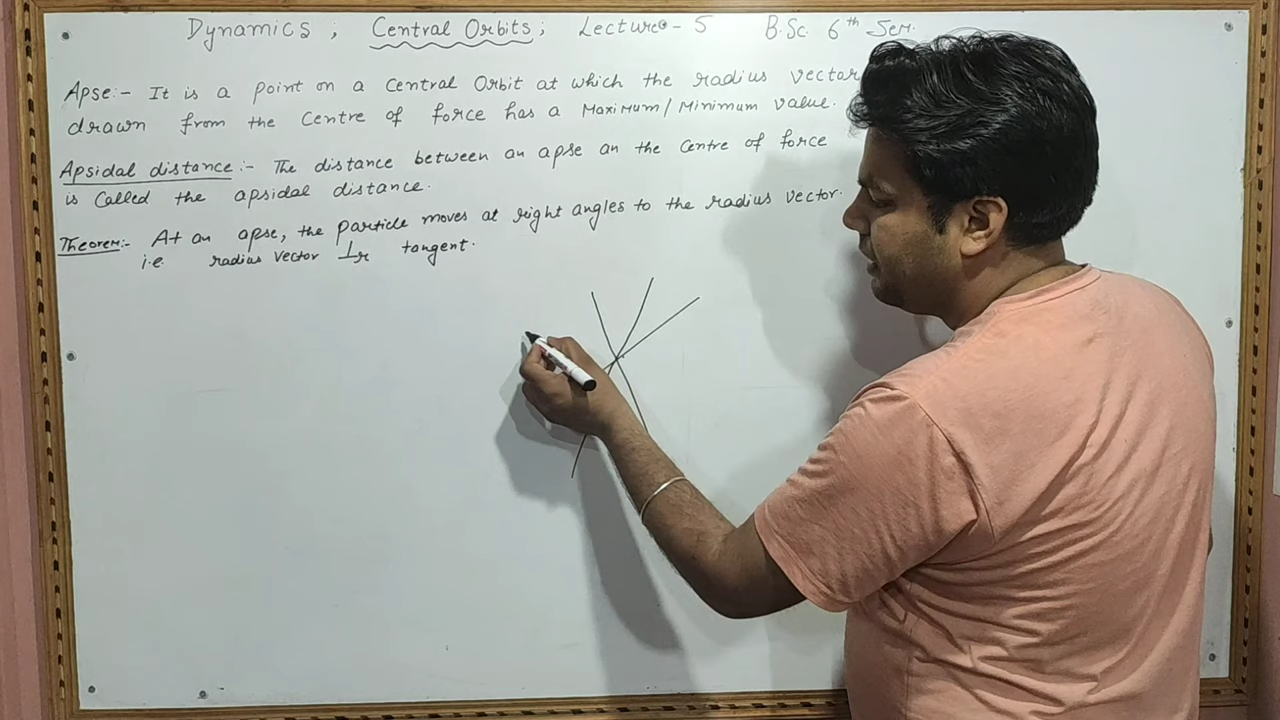 Dynamics ; Central Orbits ; Lecture - 5 B.Sc. 6th Sem.
Apse:- It is a point on a Central Orbit at which the radius vector
drawn from the Centre of force has a Maximum/Minimum value.
Apsidal distance:- The distance between an apse an the Centre of force
is Called the apsidal distance.
Theorem:- At an apse, the particle moves at right angles to the radius vector.
i.e radius vector ⊥r tangent.